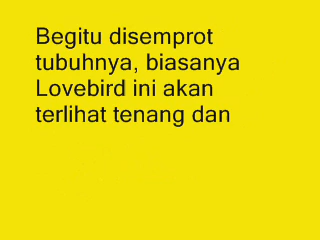 Begitu disemprot
tubuhnya, biasanya
Lovebird ini akan
terlihat tenang dan